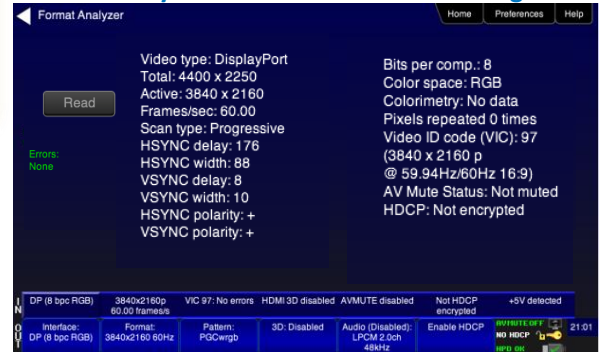 Format Analyzer
Home
Preferences
Help
Read
Errors:
None
Video type: DisplayPort
Total: 4400 x 2250
Active: 3840 x 2160
Frames/sec: 60.00
Scan type: Progressive
HSYNC delay: 176
HSYNC width: 88
VSYNC delay: 8
VSYNC width: 10
HSYNC polarity: +
VSYNC polarity: +
Bits per comp.: 8
Color space: RGB
Colorimetry: No data
Pixels repeated 0 times
Video ID code (VIC): 97
(3840 x 2160 p
@ 59.94Hz/60Hz 16:9)
AV Mute Status: Not muted
HDCP: Not encrypted
IN
DP (8 bpc RGB)
3840x2160p
60.00 frames/s
VIC 97: No errors
HDMI 3D disabled
AVMUTE disabled
Not HDCP
encrypted
+5V detected
OUT
Interface:
DP (8 bpc RGB)
Format:
3840x2160 60Hz
Pattern:
PGCwrgb
3D: Disabled
Audio (Disabled):
LPCM 2.0ch
48kHz
Enable HDCP
AVMUTE OFF
NO HDCP
HPD OK
21:01